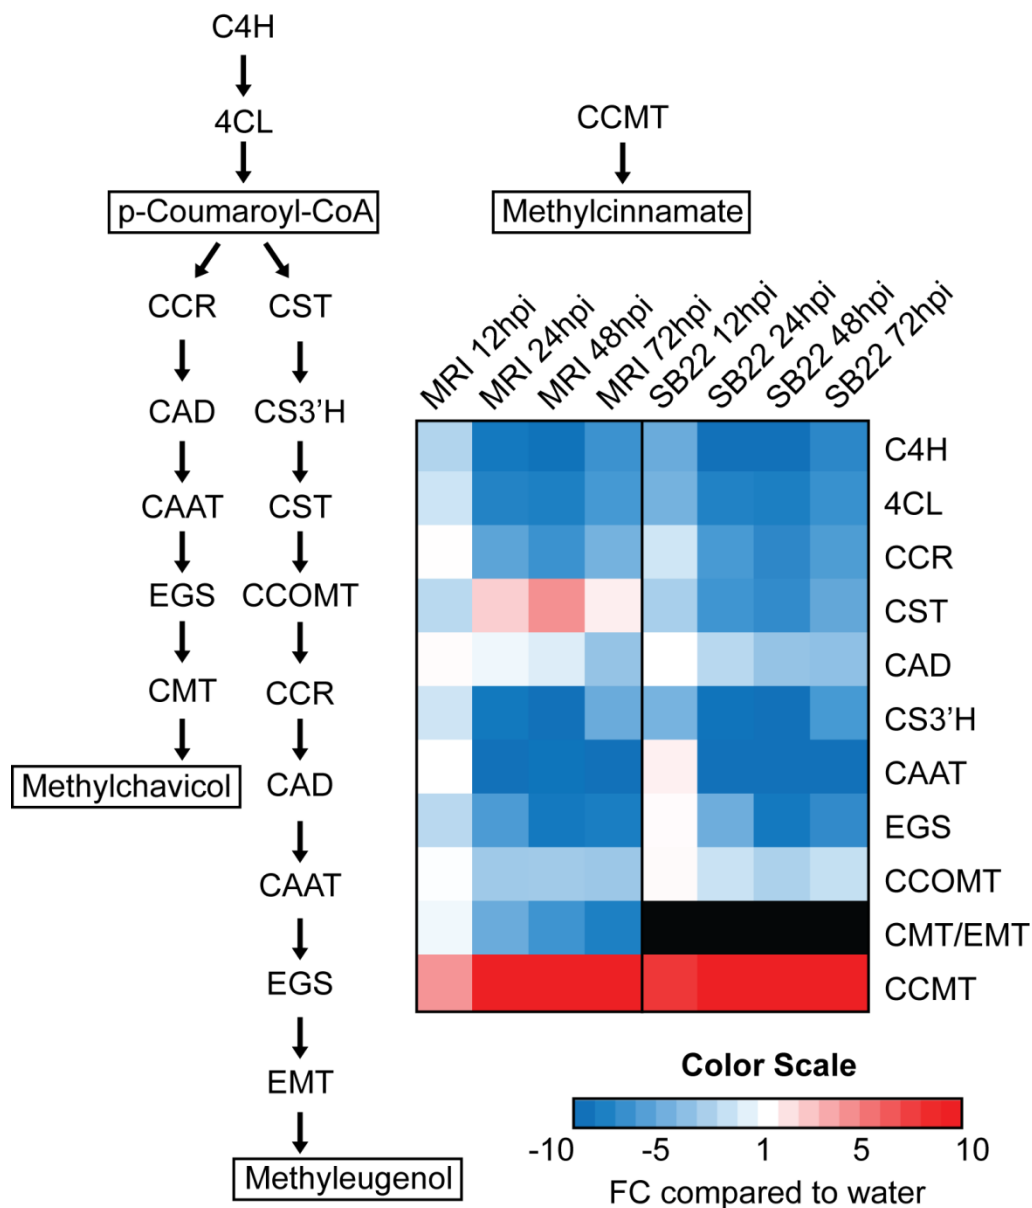 C4H
4CL
p-Coumaroyl-CoA
CCR
CST
CAD
CS3'H
CAAT
CST
EGS
CCOMT
CMT
CCR
Methylchavicol
CAD
CAAT
EGS
EMT
Methyleugenol
CCMT
Methylcinnamate
MRI 12hpi
MRI 24hpi
MRI 48hpi
MRI 72hpi
SB22 12hpi
SB22 24hpi
SB22 48hpi
SB22 72hpi
C4H
4CL
CCR
CST
CAD
CS3'H
CAAT
EGS
CCOMT
CMT/EMT
CCMT
Color Scale
-10 -5 1 5 10
FC compared to water